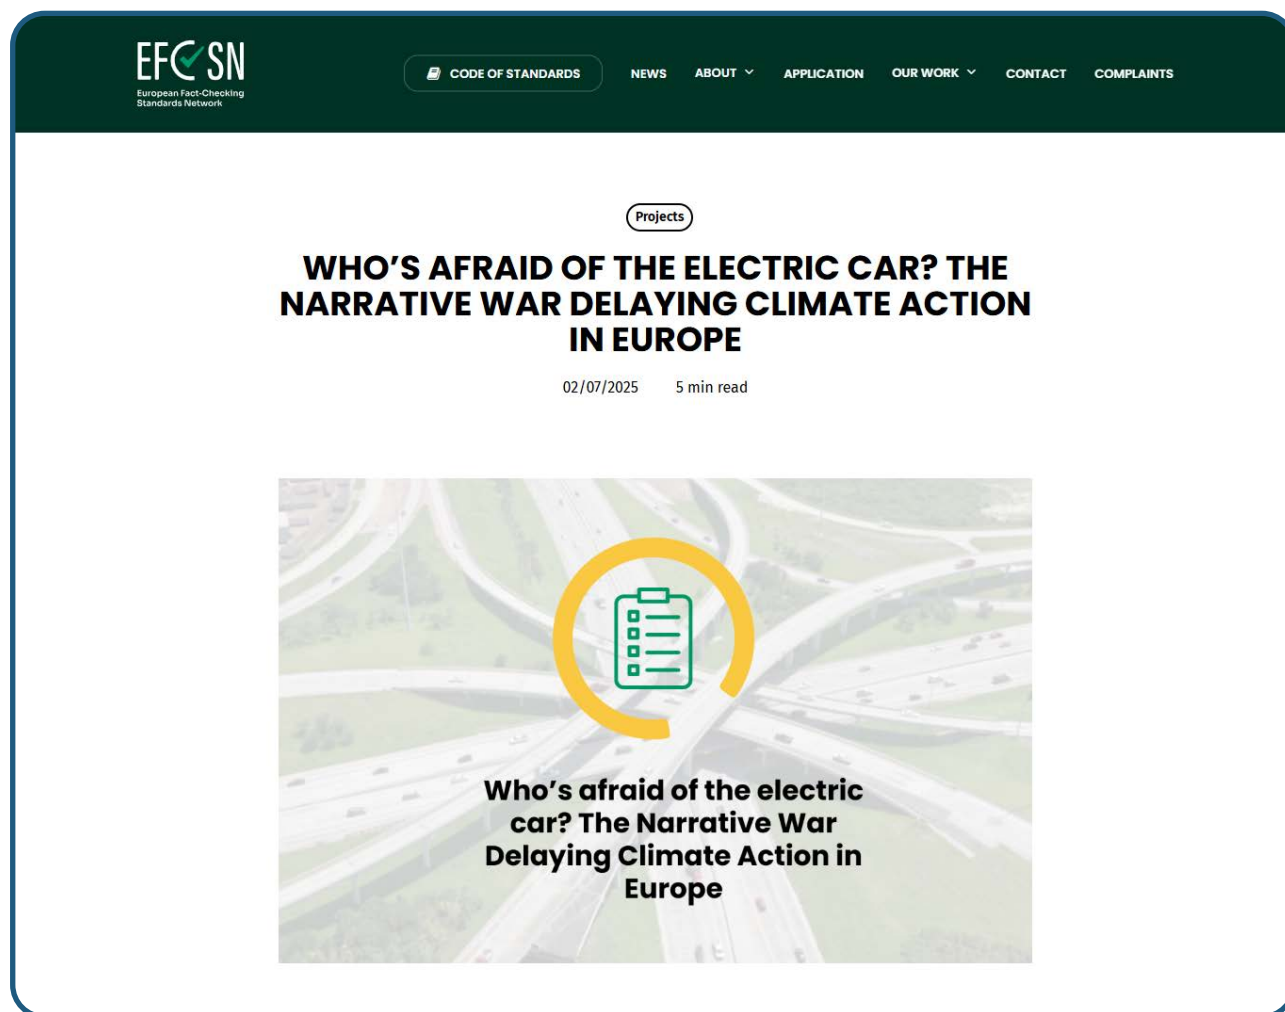 EFCSN
European Fact-Checking
Standards Network
CODE OF STANDARDS
NEWS
ABOUT
APPLICATION
OUR WORK
CONTACT
COMPLAINTS
Projects
WHO’S AFRAID OF THE ELECTRIC CAR? THE
NARRATIVE WAR DELAYING CLIMATE ACTION
IN EUROPE
02/07/2025 5 min read
Who’s afraid of the electric
car? The Narrative War
Delaying Climate Action in
Europe